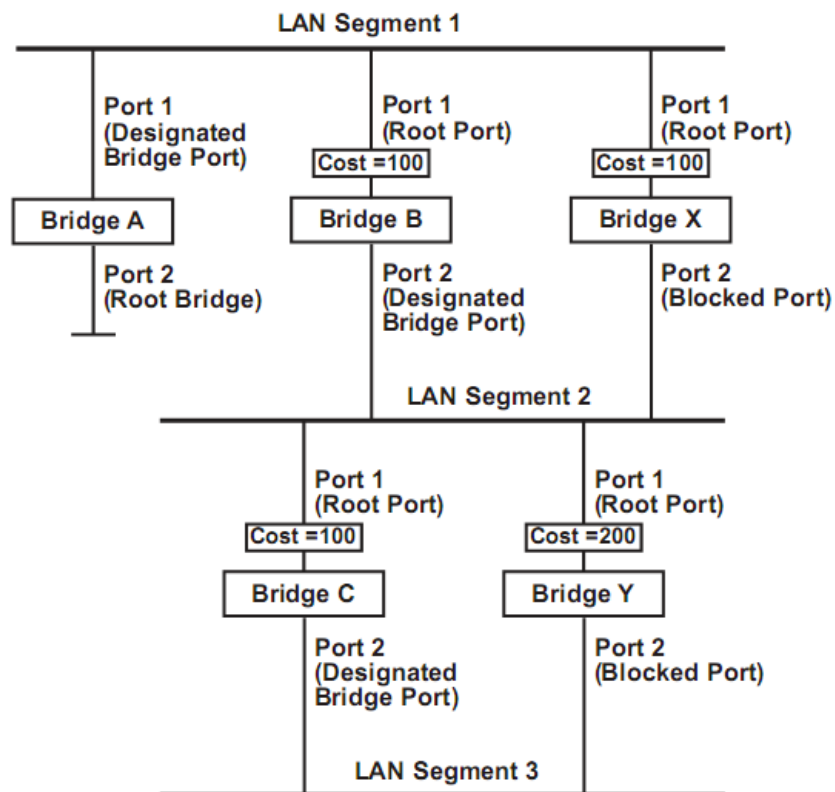 LAN Segment 1
Port 1
(Designated
Bridge Port)
Port 1
(Root Port)
Port 1
(Root Port)
Cost =100
Cost =100
Bridge A
Bridge B
Bridge X
Port 2
(Root Bridge)
Port 2
(Designated
Bridge Port)
Port 2
(Blocked Port)
LAN Segment 2
Port 1
(Root Port)
Port 1
(Root Port)
Cost =100
Cost =200
Bridge C
Bridge Y
Port 2
(Designated
Bridge Port)
Port 2
(Blocked Port)
LAN Segment 3